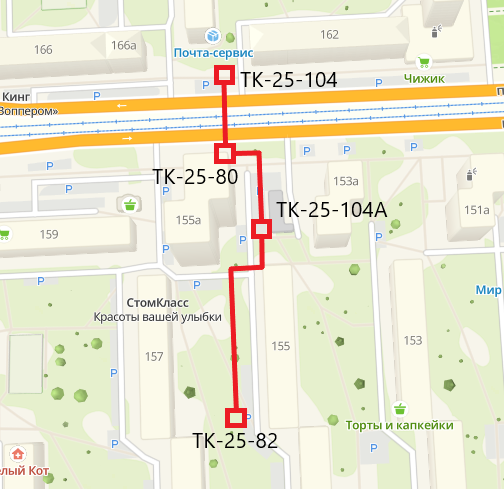 166
166а
Почта-сервис
162
Чижик
ТК-25-104
Кинг
Воппером»
P
P
P
ТК-25-80
P
P
P
155а
153а
ТК-25-104А
151а
159
P
P
P
P
СтомКласс
Красоты вашей улыбки
Мир
157
155
153
P
P
Торты и капкейки
ТК-25-82
P
елый Кот